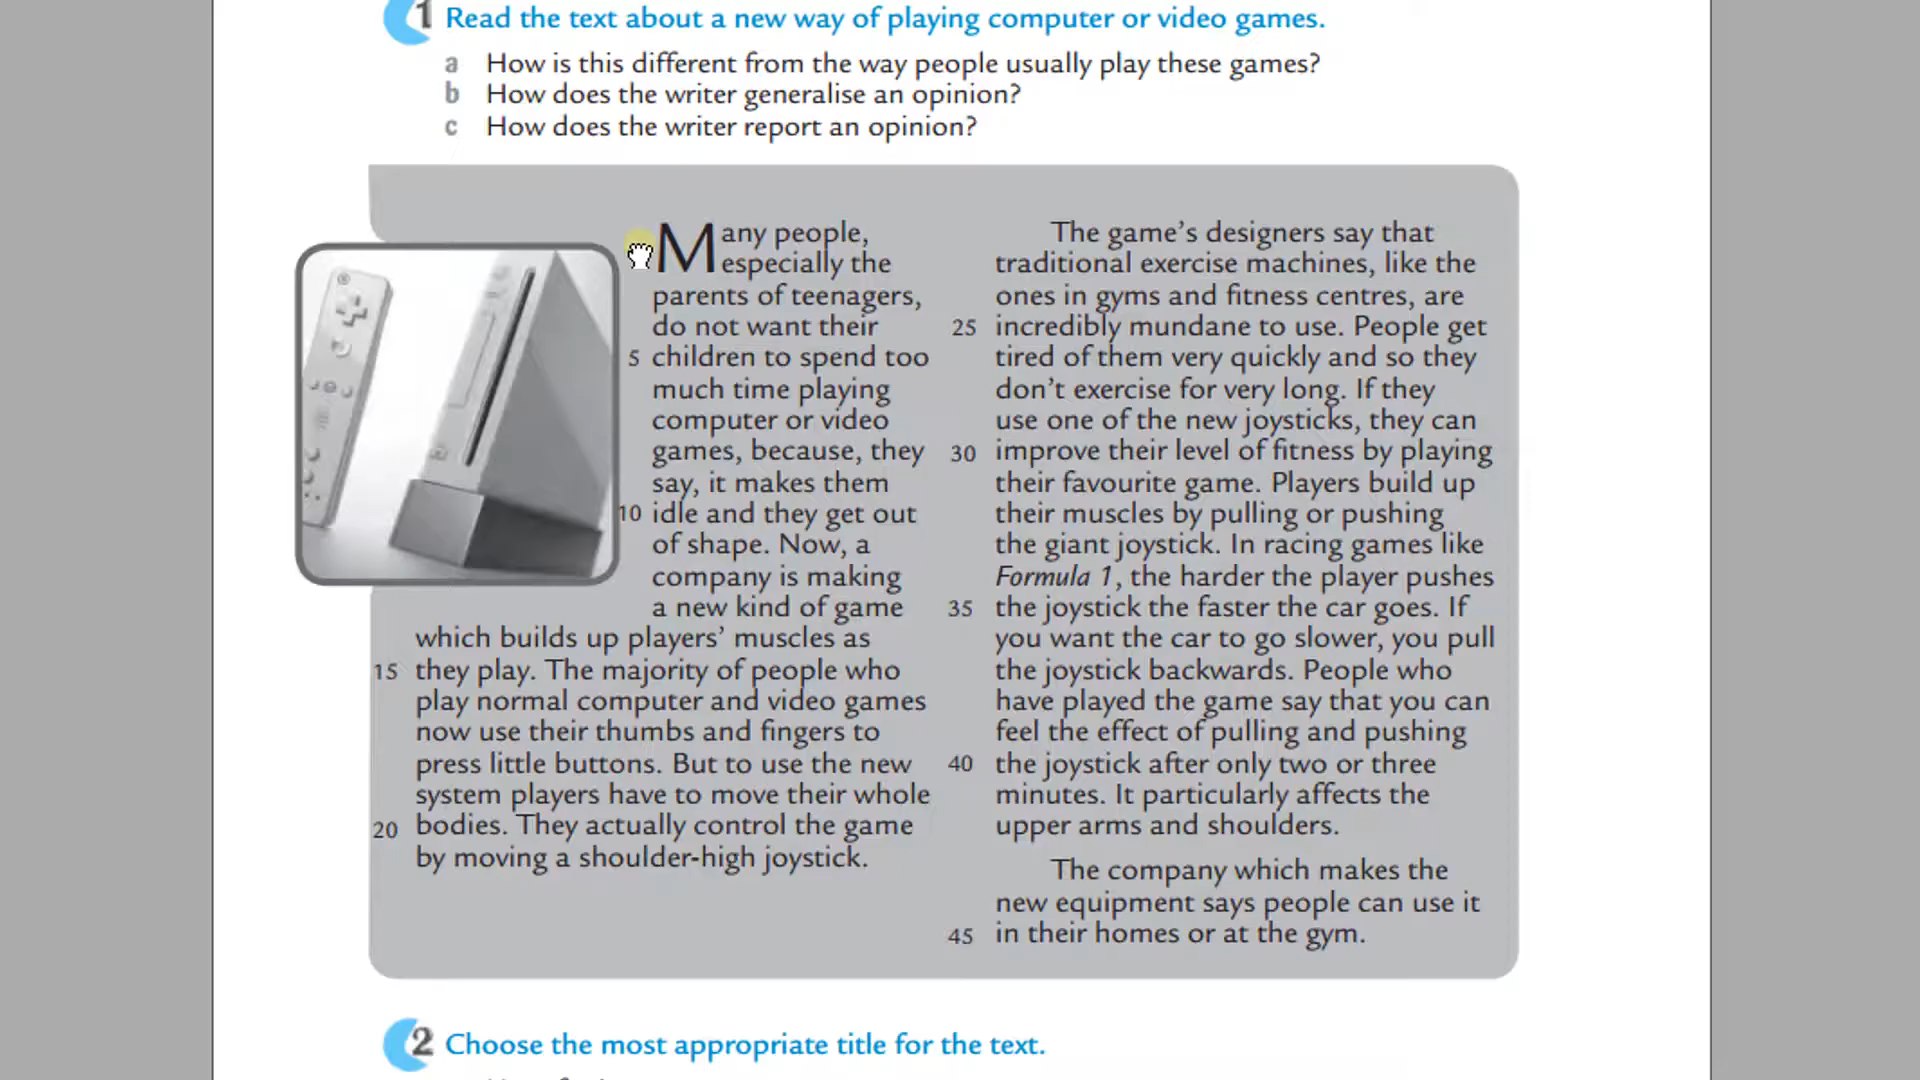 1 Read the text about a new way of playing computer or video games.
a How is this different from the way people usually play these games?
b How does the writer generalise an opinion?
c How does the writer report an opinion?
Many people,
especially the
parents of teenagers,
do not want their
5 children to spend too
much time playing
computer or video
games, because, they
say, it makes them
10 idle and they get out
of shape. Now, a
company is making
a new kind of game
which builds up players’ muscles as
15 they play. The majority of people who
play normal computer and video games
now use their thumbs and fingers to
press little buttons. But to use the new
system players have to move their whole
20 bodies. They actually control the game
by moving a shoulder-high joystick.
The game’s designers say that
traditional exercise machines, like the
ones in gyms and fitness centres, are
25 incredibly mundane to use. People get
tired of them very quickly and so they
don’t exercise for very long. If they
use one of the new joysticks, they can
30 improve their level of fitness by playing
their favourite game. Players build up
their muscles by pulling or pushing
the giant joystick. In racing games like
Formula 1, the harder the player pushes
35 the joystick the faster the car goes. If
you want the car to go slower, you pull
the joystick backwards. People who
have played the game say that you can
feel the effect of pulling and pushing
40 the joystick after only two or three
minutes. It particularly affects the
upper arms and shoulders.
The company which makes the
new equipment says people can use it
45 in their homes or at the gym.
2 Choose the most appropriate title for the text.